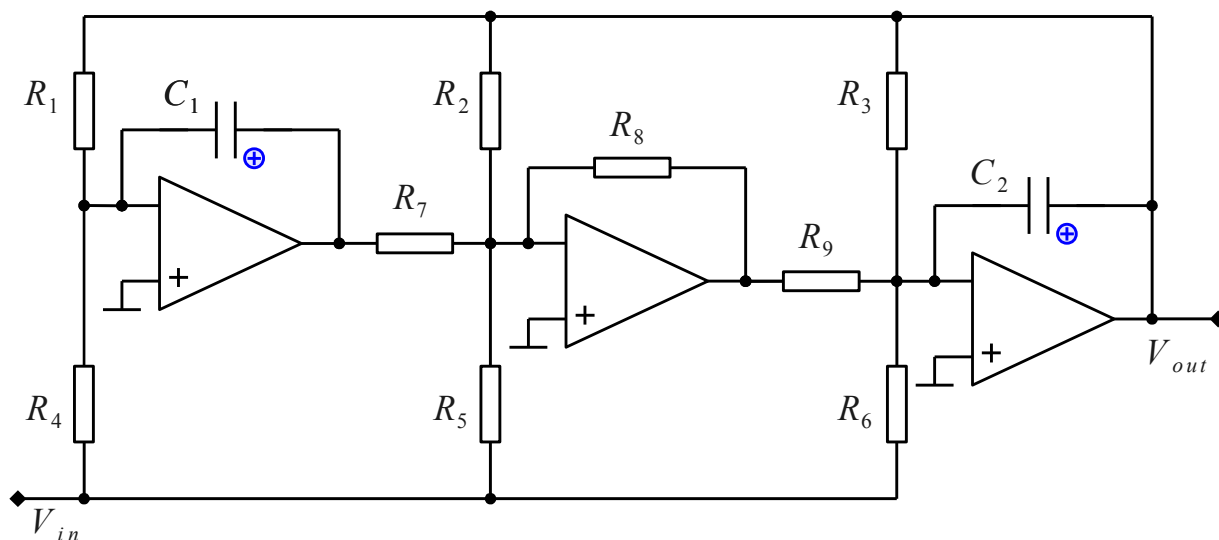 R1
C1
R2
R8
R3
C2
R7
R9
+
+
+
R4
R5
R6
Vout
Vin